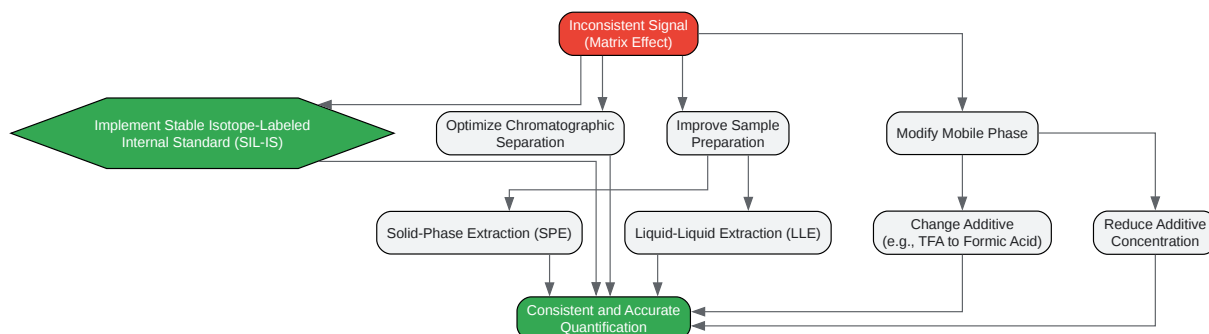 Inconsistent Signal
(Matrix Effect)
Implement Stable Isotope-Labeled
Internal Standard (SIL-IS)
Optimize Chromatographic
Separation
Improve Sample
Preparation
Modify Mobile Phase
Solid-Phase Extraction (SPE)
Liquid-Liquid Extraction (LLE)
Change Additive
(e.g., TFA to Formic Acid)
Reduce Additive
Concentration
Consistent and Accurate
Quantification